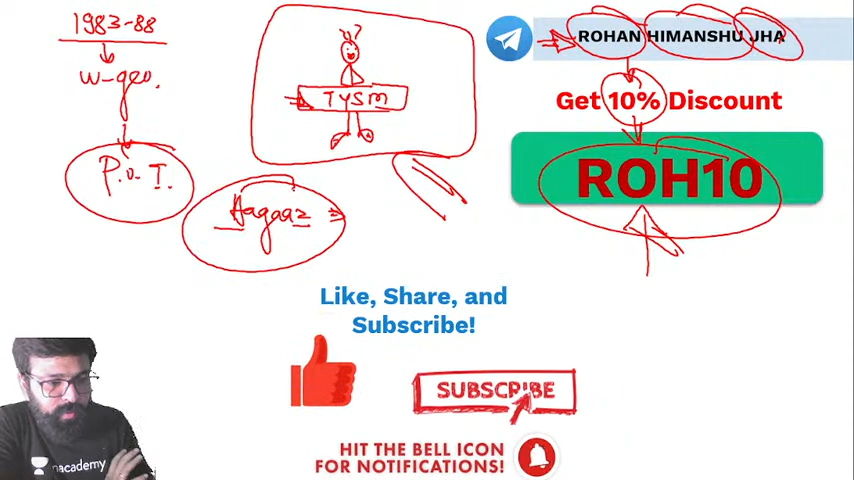 1983-88
w-geo.
P.O.I.
Aagaaz
TYSM
ROHAN HIMANSHU JHA
Get 10% Discount
ROH10
Like, Share, and
Subscribe!
SUBSCRIBE
HIT THE BELL ICON
FOR NOTIFICATIONS!
nacademy